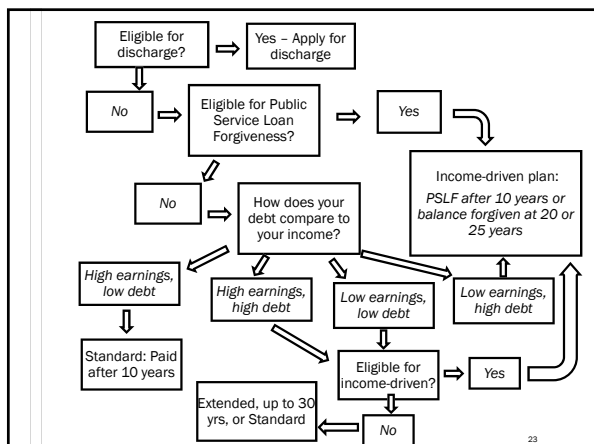 Eligible for
discharge?
Yes – Apply for
discharge
No
Eligible for Public
Service Loan
Forgiveness?
Yes
Income-driven plan:
PSLF after 10 years or
balance forgiven at 20 or
25 years
No
How does your
debt compare to
your income?
High earnings,
low debt
High earnings,
high debt
Low earnings,
low debt
Low earnings,
high debt
Standard: Paid
after 10 years
Eligible for
income-driven?
Yes
Extended, up to 30
yrs, or Standard
No
23